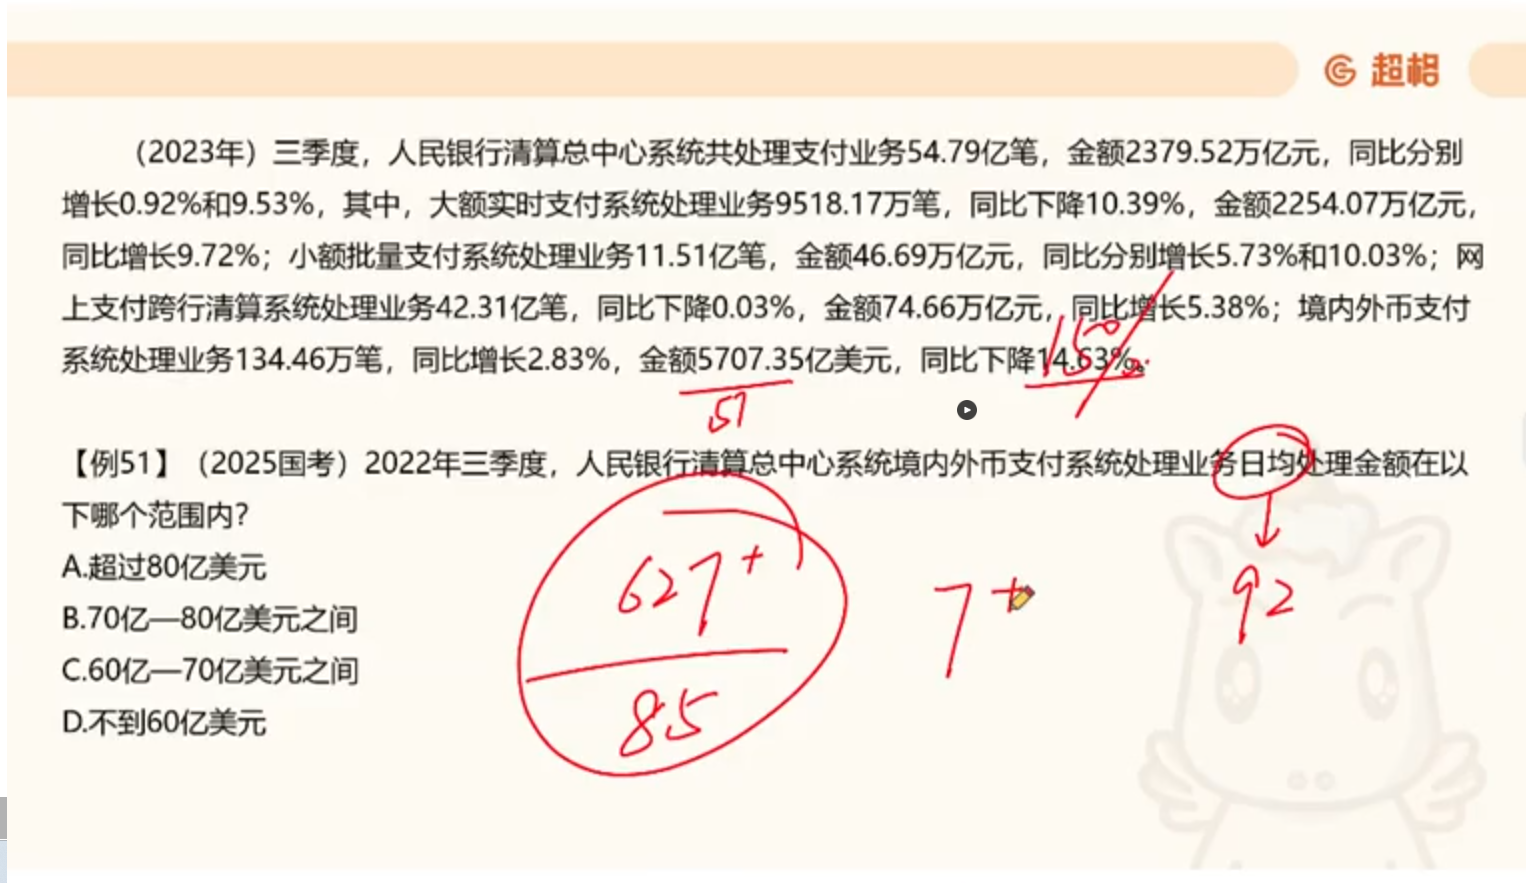 超格
（2023年）三季度，人民银行清算总中心系统共处理支付业务54.79亿笔，金额2379.52万亿元，同比分别
增长0.92%和9.53%，其中，大额实时支付系统处理业务9518.17万笔，同比下降10.39%，金额2254.07万亿元，
同比增长9.72%；小额批量支付系统处理业务11.51亿笔，金额46.69万亿元，同比分别增长5.73%和10.03%；网
上支付跨行清算系统处理业务42.31亿笔，同比下降0.03%，金额74.66万亿元，同比增长5.38%；境内外币支付
系统处理业务134.46万笔，同比增长2.83%，金额5707.35亿美元，同比下降14.63%。
57
【例51】（2025国考）2022年三季度，人民银行清算总中心系统境内外币支付系统处理业务日均处理金额在以
下哪个范围内?
A.超过80亿美元
B.70亿—80亿美元之间
C.60亿—70亿美元之间
D.不到60亿美元
627+
85
7+
92